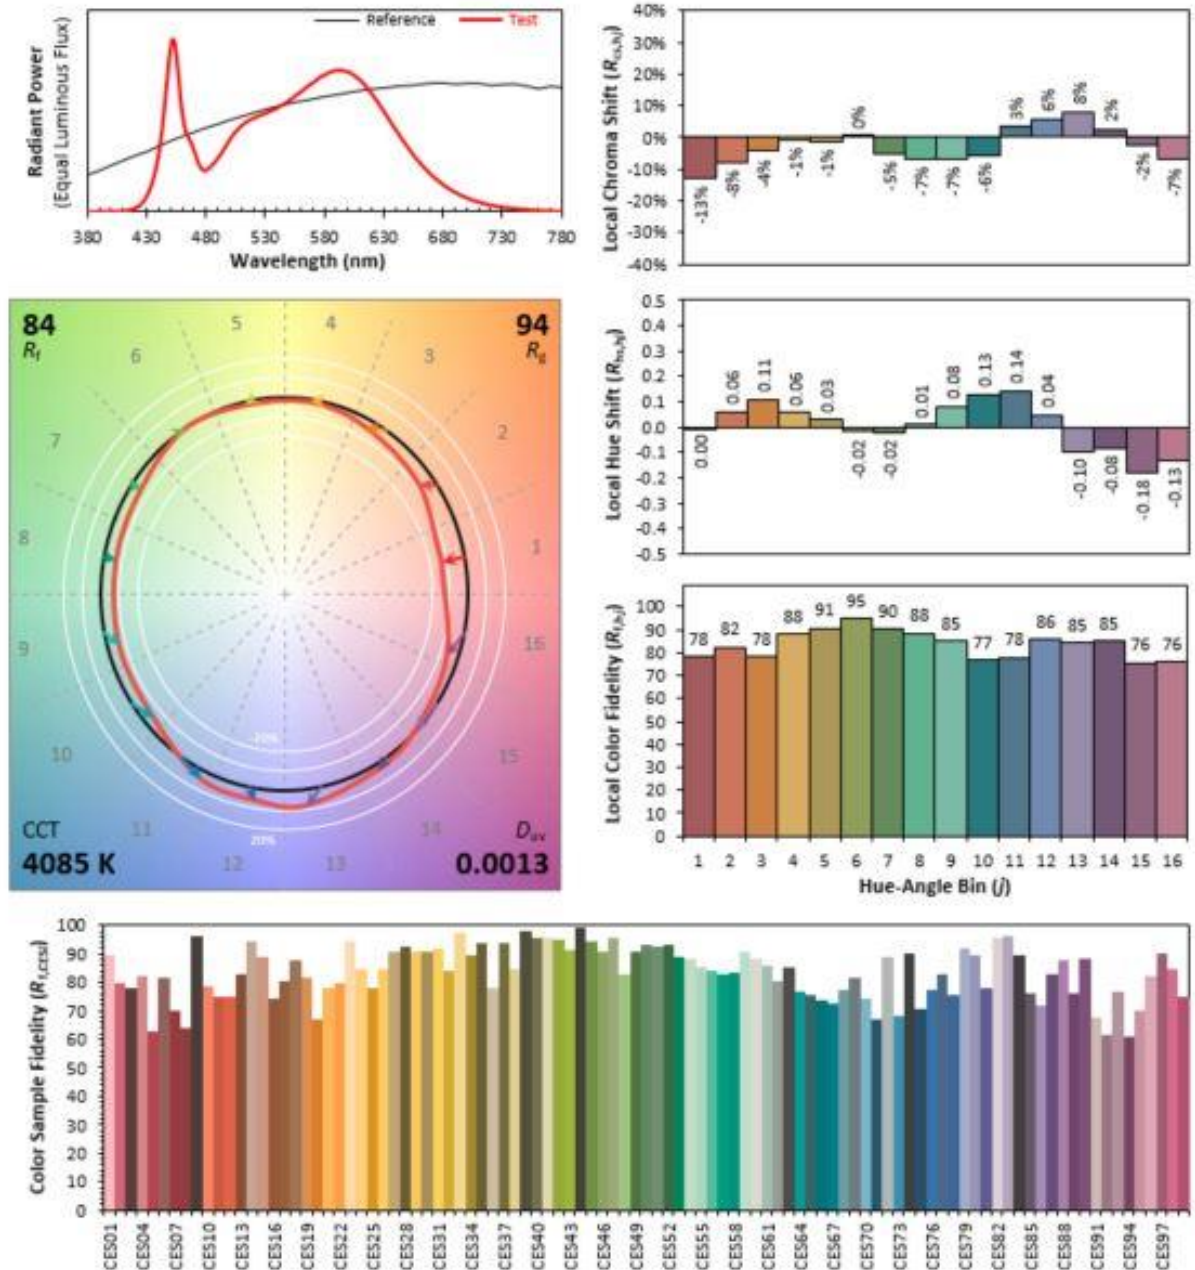 Reference Test
Radiant Power
(Equal Luminous Flux)
380 430 480 530 580 630 680 730 780
Wavelength (nm)
Local Chroma Shift (Rcs,hj)
40%
30%
20%
10%
0%
-10%
-20%
-30%
-40%
-13% -8% -4% -1% -1% 0% -5% -7% -7% -6% 3% 6% 8% 2% -2% -7%
84
Rf
94
Rg
1 2 3 4 5 6 7 8 9 10 11 12 13 14 15 16
-20%
20%
CCT
4085 K
Duv
0.0013
Local Hue Shift (Rhs,hj)
0.5
0.4
0.3
0.2
0.1
0.0
-0.1
-0.2
-0.3
-0.4
-0.5
0.00 0.06 0.11 0.06 0.03 -0.02 -0.02 0.01 0.08 0.13 0.14 0.04 -0.10 -0.08 -0.18 -0.13
Local Color Fidelity (Rf,hj)
100
90
80
70
60
50
40
30
20
10
0
78 82 78 88 91 95 90 88 85 77 78 86 85 85 76 76
1 2 3 4 5 6 7 8 9 10 11 12 13 14 15 16
Hue-Angle Bin (j)
Color Sample Fidelity (Rf,CESi)
100
90
80
70
60
50
40
30
20
10
0
CES01 CES04 CES07 CES10 CES13 CES16 CES19 CES22 CES25 CES28 CES31 CES34 CES37 CES40 CES43 CES46 CES49 CES52 CES55 CES58 CES61 CES64 CES67 CES70 CES73 CES76 CES79 CES82 CES85 CES88 CES91 CES94 CES97